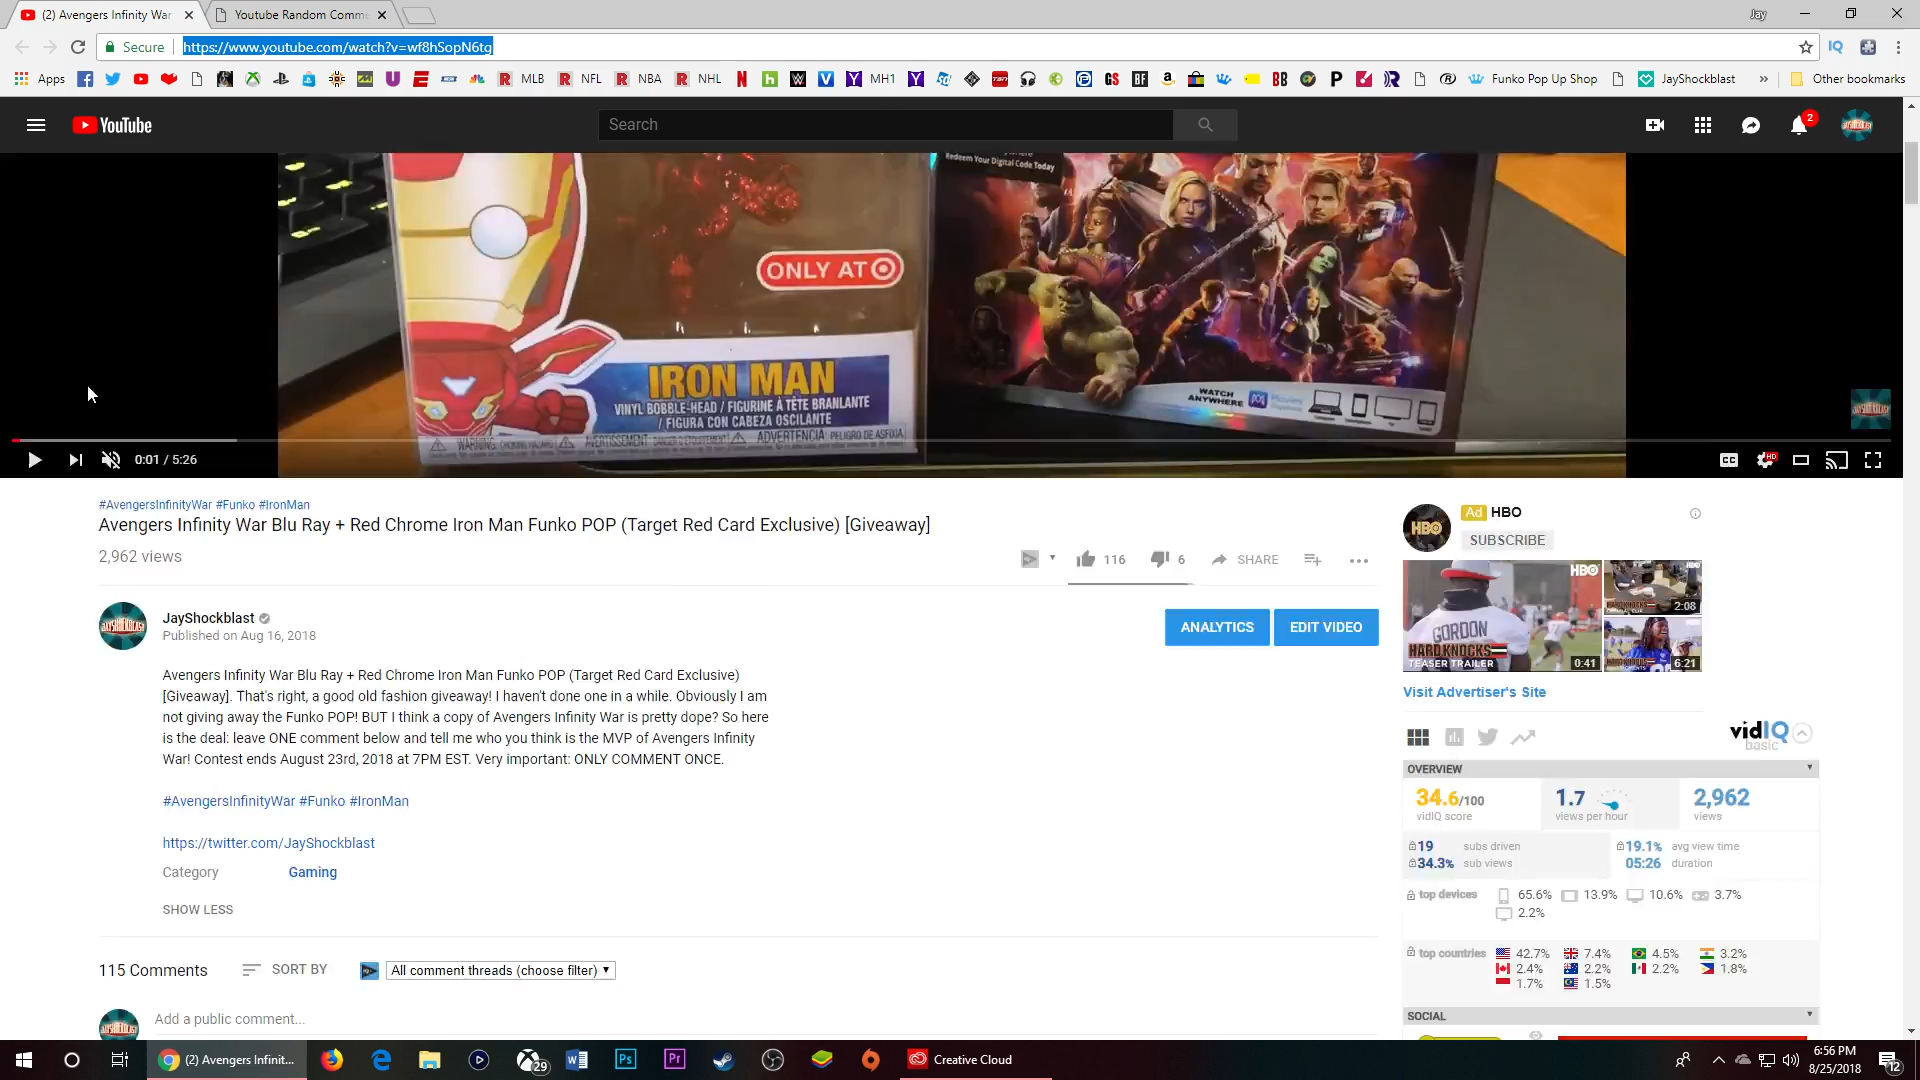 (2) Avengers Infinity War
Youtube Random Comme
Jay
Secure
https://www.youtube.com/watch?v=wf8hSopN6tg
Apps
MLB
NFL
NBA
NHL
MH1
Funko Pop Up Shop
JayShockblast
»
Other bookmarks
YouTube
Search
2
Redeem Your Digital Code Today
ONLY AT
IRON MAN
VINYL BOBBLE-HEAD / FIGURINE À TÊTE BRANLANTE
/ FIGURA CON CABEZA OSCILANTE
WATCH
ANYWHERE
0:01 / 5:26
CC
HD
#AvengersInfinityWar #Funko #IronMan
Avengers Infinity War Blu Ray + Red Chrome Iron Man Funko POP (Target Red Card Exclusive) [Giveaway]
2,962 views
116
6
SHARE
JayShockblast
Published on Aug 16, 2018
ANALYTICS
EDIT VIDEO
Avengers Infinity War Blu Ray + Red Chrome Iron Man Funko POP (Target Red Card Exclusive)
[Giveaway]. That's right, a good old fashion giveaway! I haven't done one in a while. Obviously I am
not giving away the Funko POP! BUT I think a copy of Avengers Infinity War is pretty dope? So here
is the deal: leave ONE comment below and tell me who you think is the MVP of Avengers Infinity
War! Contest ends August 23rd, 2018 at 7PM EST. Very important: ONLY COMMENT ONCE.
#AvengersInfinityWar #Funko #IronMan
https://twitter.com/JayShockblast
Category Gaming
SHOW LESS
115 Comments
SORT BY
All comment threads (choose filter)
Add a public comment...
HBO
Ad HBO
SUBSCRIBE
HBO
GORDON
HARD KNOCKS
TEASER TRAILER
0:41
2:08
6:21
Visit Advertiser's Site
vidIQ
basic
OVERVIEW
34.6/100
vidIQ score
1.7
views per hour
2,962
views
19 subs driven
34.3% sub views
19.1% avg view time
05:26 duration
top devices 65.6% 13.9% 10.6% 3.7%
2.2%
top countries 42.7% 7.4% 4.5% 3.2%
2.4% 2.2% 2.2% 1.8%
1.7% 1.5%
SOCIAL
(2) Avengers Infinit...
29
Ps
Pr
Creative Cloud
6:56 PM
8/25/2018
12